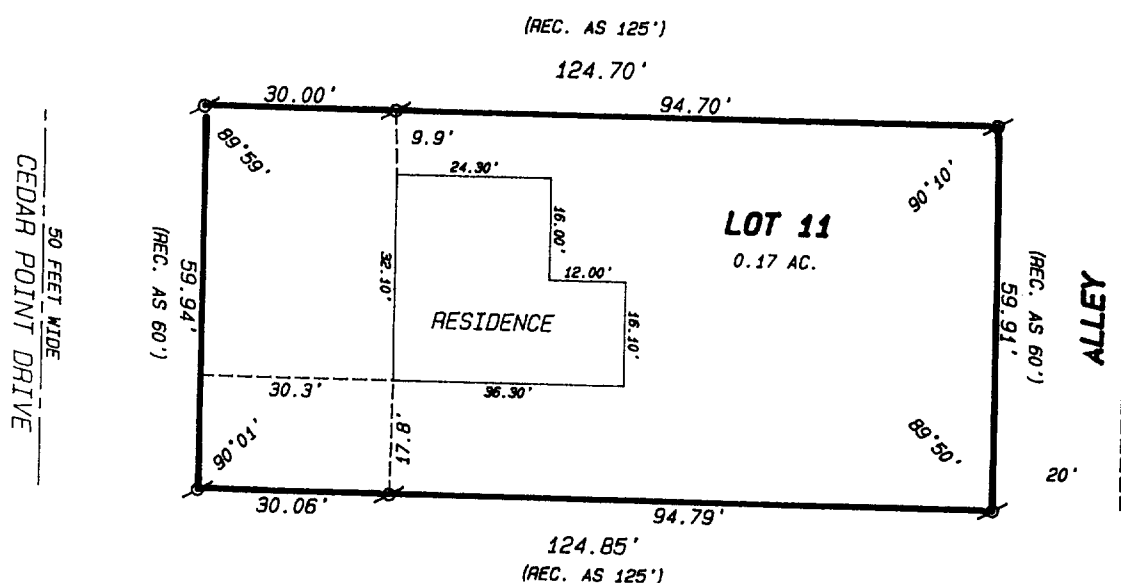 (REC. AS 125')
124.70'
30.00'
94.70'
9.9'
89°59'
24.30'
90°10'
16.00'
LOT 11
0.17 AC.
50 FEET WIDE
CEDAR POINT DRIVE
(REC. AS 60')
59.94'
32.10'
12.00'
RESIDENCE
16.10'
59.91'
(REC. AS 60')
ALLEY
30.3'
36.30'
90°01'
17.8'
89°50'
20'
30.06'
94.79'
124.85'
(REC. AS 125')